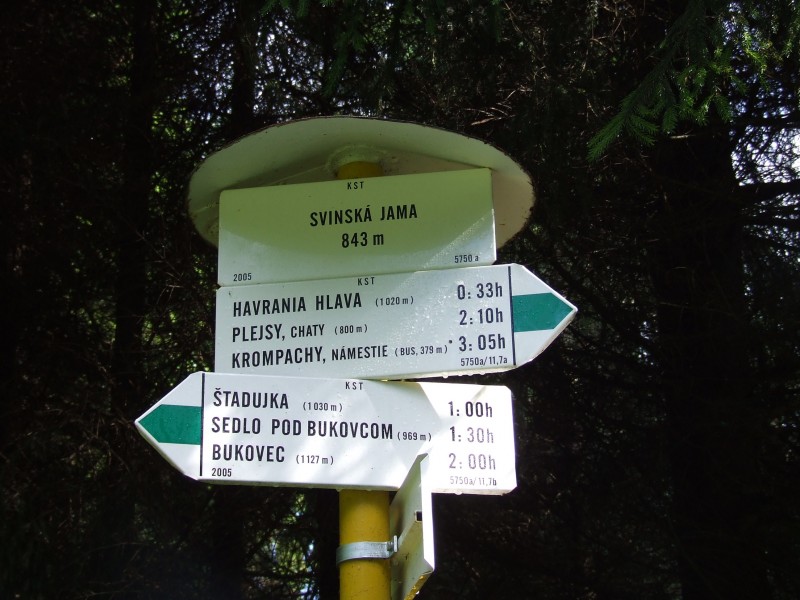 KST
SVINSKÁ JAMA
843 m
2005 5750 a
KST
HAVRANIA HLAVA (1020 m) 0:33h
PLEJSY, CHATY (800 m) 2:10h
KROMPACHY, NÁMESTIE (BUS, 379 m) * 3:05h
5750a/11,7a
KST
ŠTADUJKA (1030 m) 1:00h
SEDLO POD BUKOVCOM (969 m) 1:30h
BUKOVEC (1127 m) 2:00h
2005 5750a/11,7b